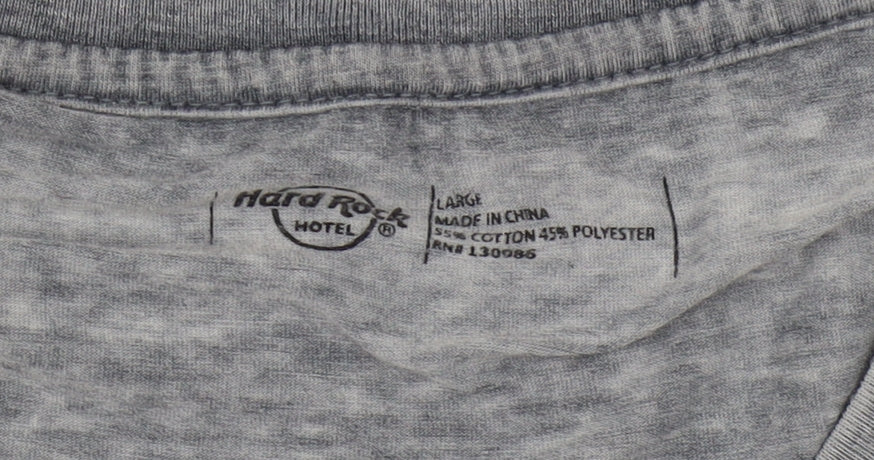 Hard Rock
HOTEL ®
LARGE
MADE IN CHINA
55% COTTON 45% POLYESTER
RN# 130086